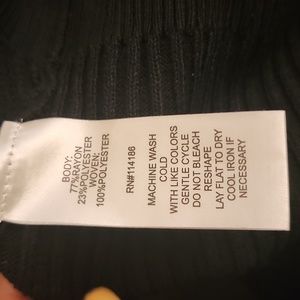 BODY:
77%RAYON
23%POLYESTER
WOVEN:
100%POLYESTER
RN#114186
MACHINE WASH
COLD
WITH LIKE COLORS
GENTLE CYCLE
DO NOT BLEACH
RESHAPE
LAY FLAT TO DRY
COOL IRON IF
NECESSARY